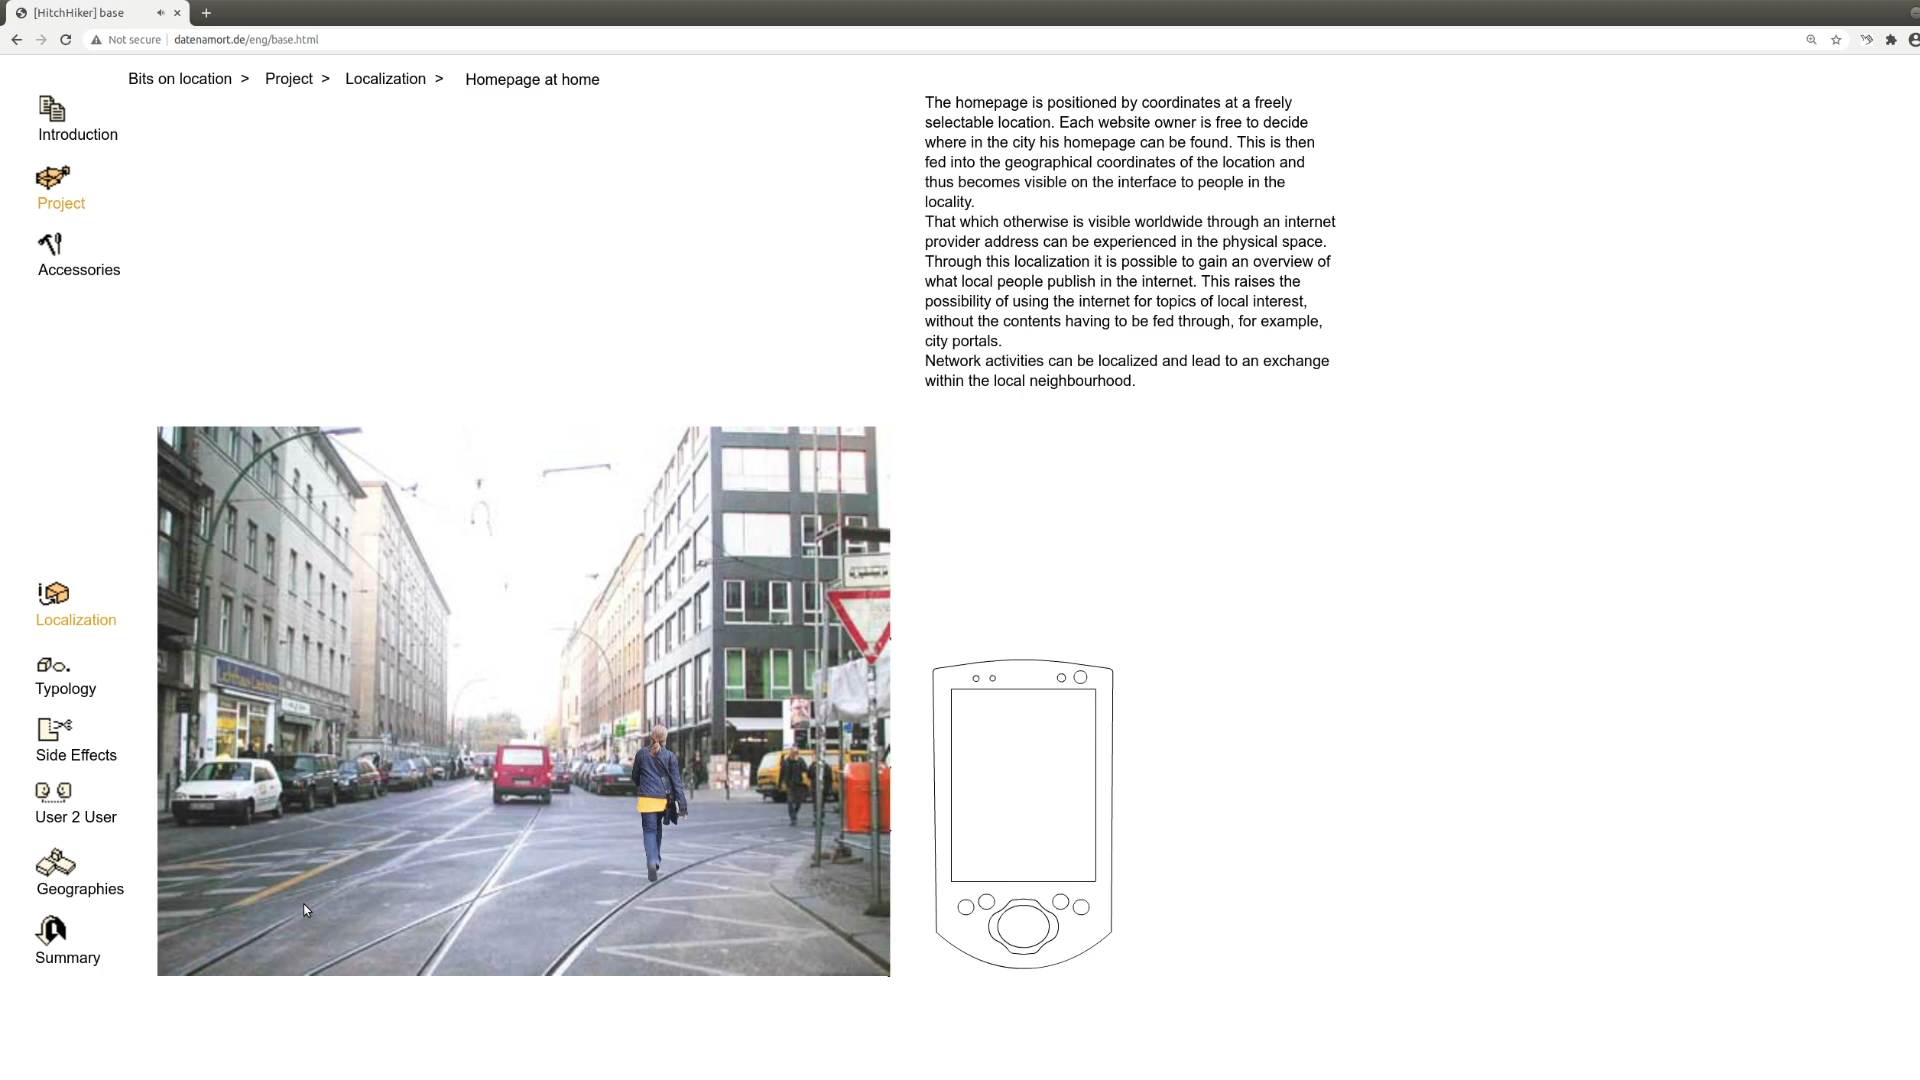 [HitchHiker] base
Not secure
datenamort.de/eng/base.html
Bits on location > Project > Localization > Homepage at home
Introduction
Project
Accessories
The homepage is positioned by coordinates at a freely
selectable location. Each website owner is free to decide
where in the city his homepage can be found. This is then
fed into the geographical coordinates of the location and
thus becomes visible on the interface to people in the
locality.
That which otherwise is visible worldwide through an internet
provider address can be experienced in the physical space.
Through this localization it is possible to gain an overview of
what local people publish in the internet. This raises the
possibility of using the internet for topics of local interest,
without the contents having to be fed through, for example,
city portals.
Network activities can be localized and lead to an exchange
within the local neighbourhood.
Localization
Typology
Side Effects
User 2 User
Geographies
Summary